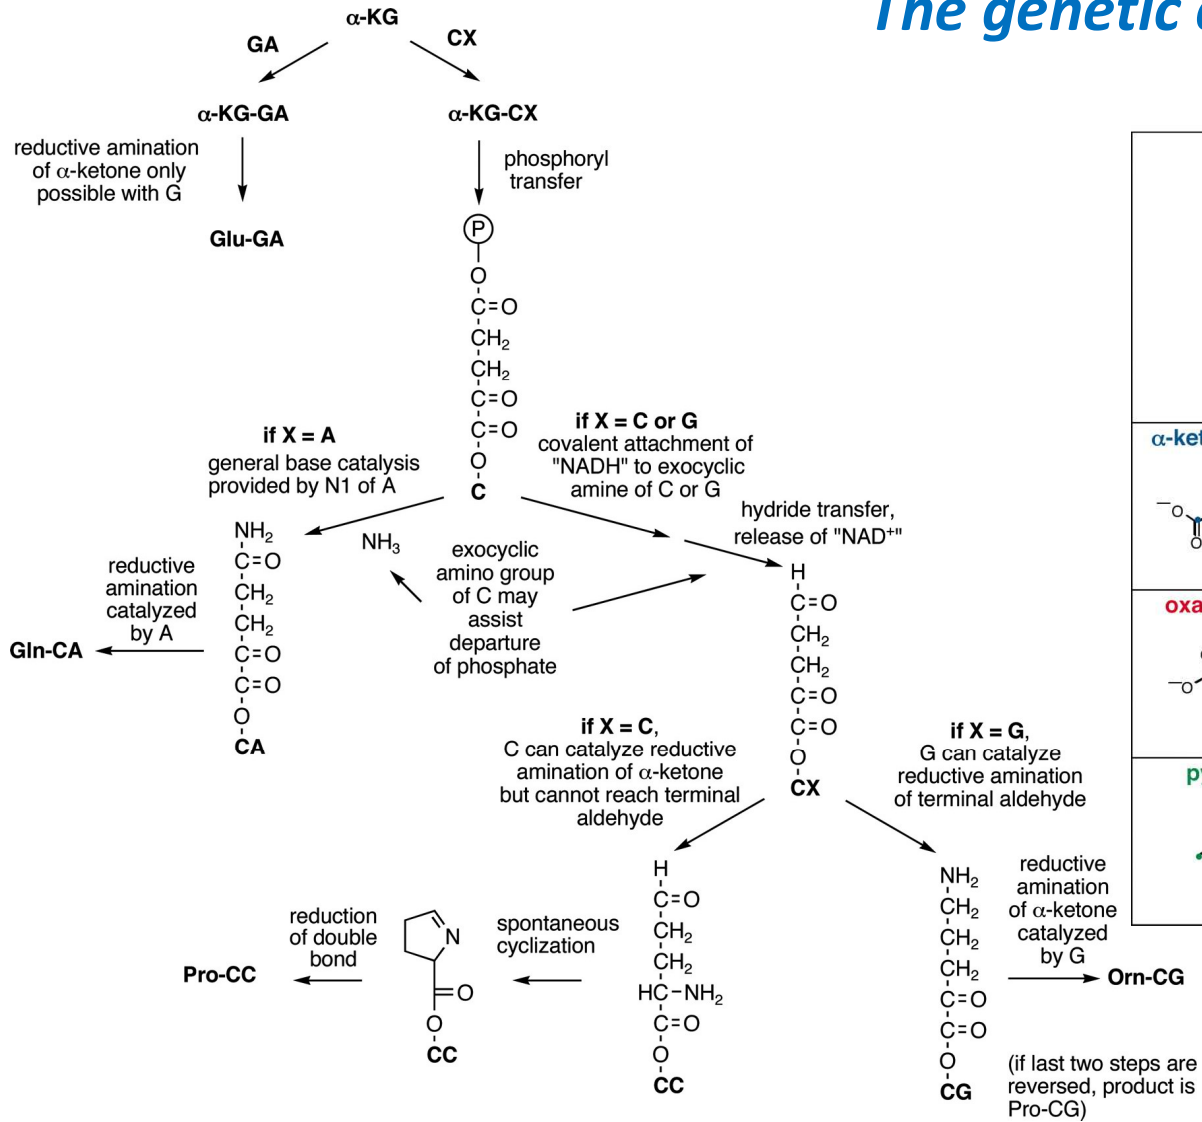 The genetic
α-KG
GA
CX
α-KG-GA
α-KG-CX
reductive amination
of α-ketone only
possible with G
phosphoryl
transfer
Glu-GA
P
O
C=O
CH₂
CH₂
C=O
C=O
O
C
if X = A
general base catalysis
provided by N1 of A
if X = C or G
covalent attachment of
"NADH" to exocyclic
amine of C or G
hydride transfer,
release of "NAD⁺"
NH₃
exocyclic
amino group
of C may
assist
departure
of phosphate
NH₂
C=O
CH₂
CH₂
C=O
C=O
O
CA
reductive
amination
catalyzed
by A
Gln-CA
H
C=O
CH₂
CH₂
C=O
C=O
O
CX
if X = C,
C can catalyze reductive
amination of α-ketone
but cannot reach terminal
aldehyde
if X = G,
G can catalyze
reductive amination
of terminal aldehyde
H
C=O
CH₂
CH₂
HC-NH₂
C=O
O
CC
spontaneous
cyclization
N
=O
O
CC
reduction
of double
bond
Pro-CC
NH₂
CH₂
CH₂
CH₂
C=O
C=O
O
CG
reductive
amination
of α-ketone
catalyzed
by G
Orn-CG
(if last two steps are
reversed, product is
Pro-CG)
α-ket
⁻O
O
oxa
⁻O
p